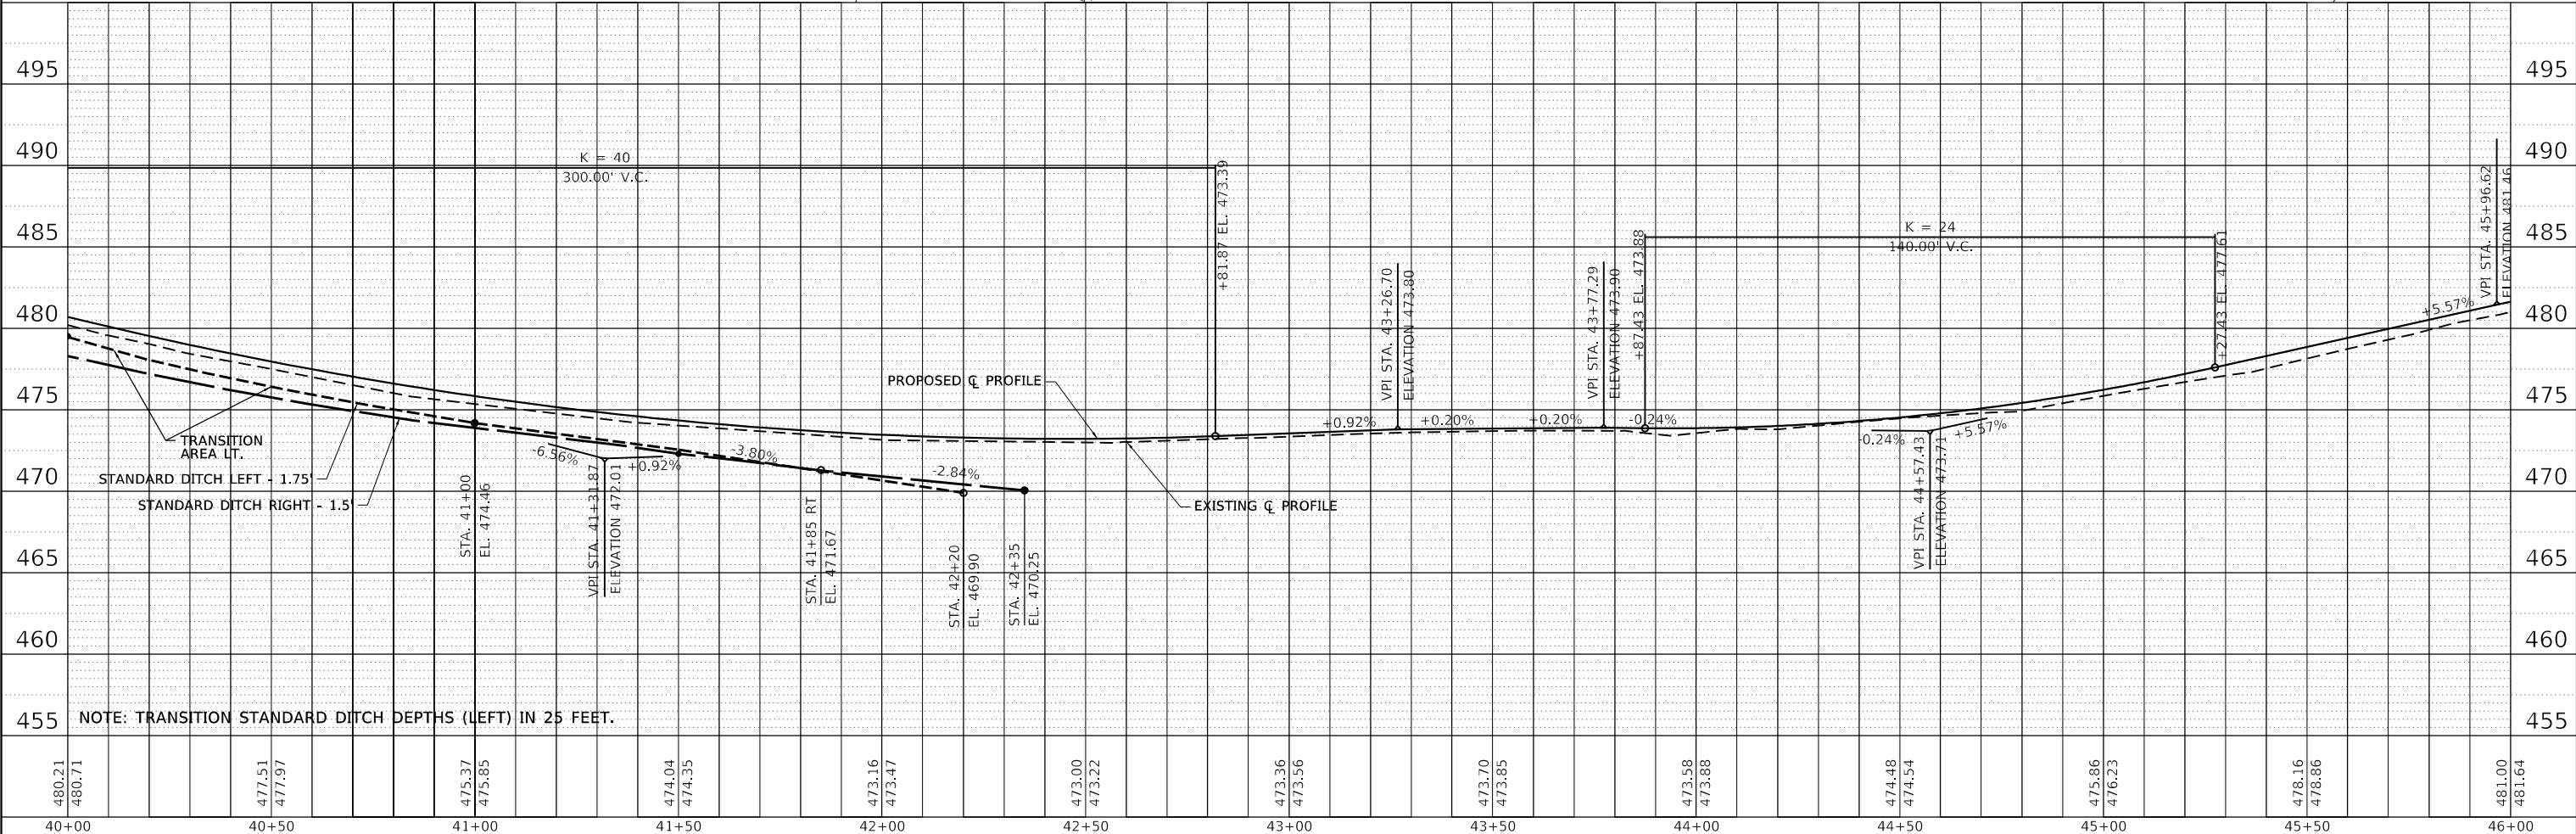 495
495
490
490
485
485
480
480
475
475
470
470
465
465
460
460
455
455
K = 40
300.00' V.C.
+81.87 EL. 473.39
VPI STA. 43+26.70
ELEVATION 473.80
VPI STA. 43+77.29
ELEVATION 473.90
+87.43 EL. 473.88
K = 24
140.00' V.C.
+27.43 EL. 477.61
VPI STA. 45+96.62
ELEVATION 481.46
PROPOSED ℄ PROFILE
+0.92%
+0.20%
+0.20%
-0.24%
+5.57%
TRANSITION
AREA LT.
STANDARD DITCH LEFT - 1.75'
STANDARD DITCH RIGHT - 1.5'
STA. 41+00
EL. 474.46
-6.56%
+0.92%
VPI STA. 41+31.87
ELEVATION 472.01
-3.80%
STA. 41+85 RT
EL. 471.67
-2.84%
STA. 42+20
EL. 469.90
STA. 42+35
EL. 470.25
EXISTING ℄ PROFILE
-0.24%
+5.57%
VPI STA. 44+57.43
ELEVATION 473.71
NOTE: TRANSITION STANDARD DITCH DEPTHS (LEFT) IN 25 FEET.
480.21
480.71
477.51
477.97
475.37
475.85
474.04
474.35
473.16
473.47
473.00
473.22
473.36
473.56
473.70
473.85
473.58
473.88
474.48
474.54
475.86
476.23
478.16
478.86
481.00
481.64
40+00
40+50
41+00
41+50
42+00
42+50
43+00
43+50
44+00
44+50
45+00
45+50
46+00